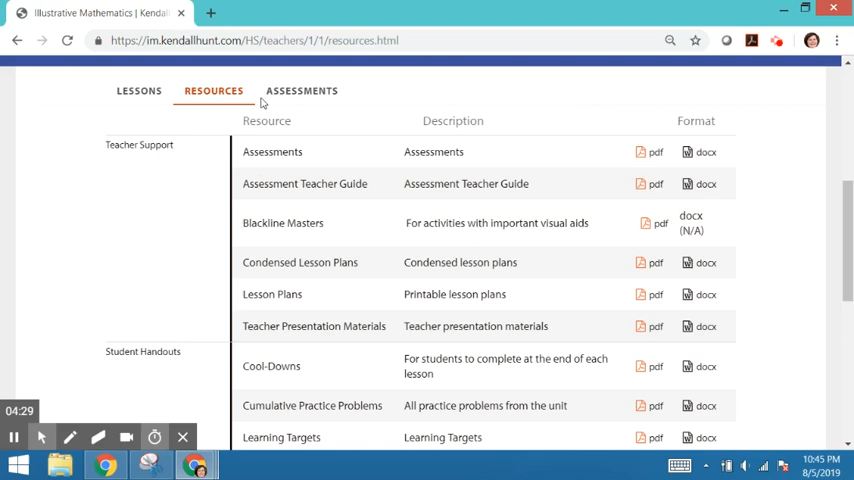 Illustrative Mathematics | Kendal
https://im.kendallhunt.com/HS/teachers/1/1/resources.html
LESSONS RESOURCES ASSESSMENTS
Resource Description Format
Teacher Support Assessments Assessments pdf docx
Assessment Teacher Guide Assessment Teacher Guide pdf docx
Blackline Masters For activities with important visual aids pdf docx (N/A)
Condensed Lesson Plans Condensed lesson plans pdf docx
Lesson Plans Printable lesson plans pdf docx
Teacher Presentation Materials Teacher presentation materials pdf docx
Student Handouts Cool-Downs For students to complete at the end of each lesson pdf docx
Cumulative Practice Problems All practice problems from the unit pdf docx
Learning Targets Learning Targets pdf docx
04:29
10:45 PM
8/5/2019